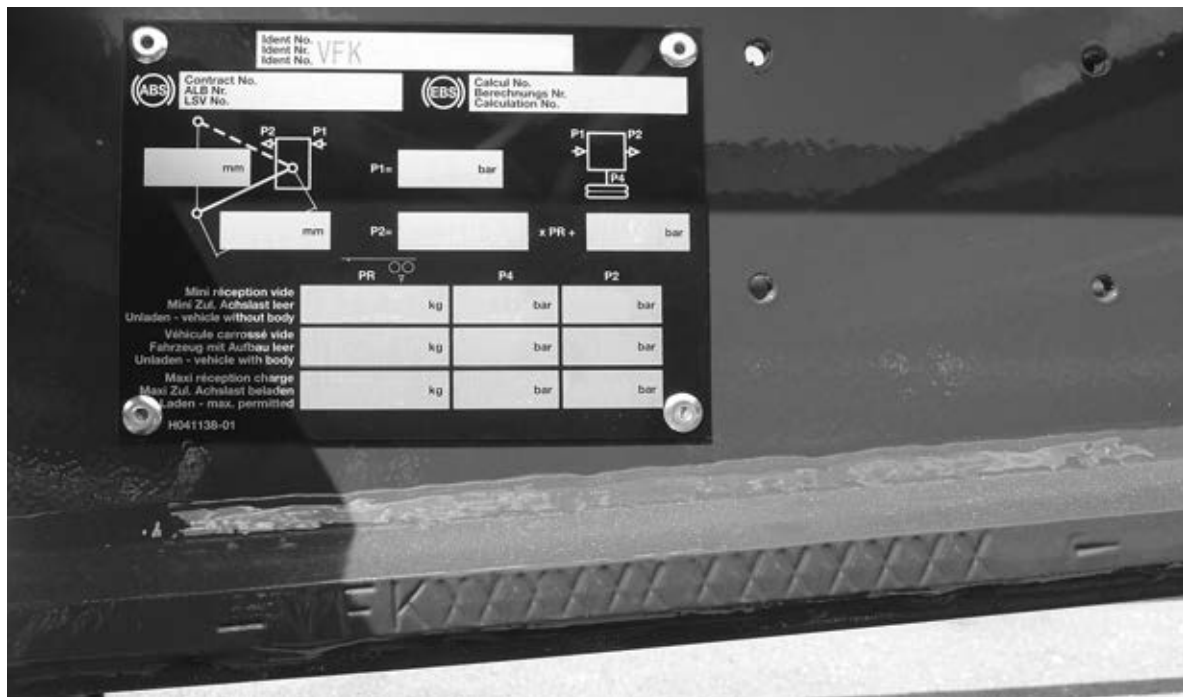 Ident No.
Ident Nr.
Ident No. VFK
ABS
Contract No.
ALB Nr.
LSV No.
EBS
Calcul No.
Berechnungs Nr.
Calculation No.
P2 P1
mm
mm
P1= bar
P1 P2
P4
P2= x PR + bar
PR P4 P2
Mini réception vide
Mini Zul. Achslast leer kg bar bar
Unladen - vehicle without body
Véhicule carrossé vide
Fahrzeug mit Aufbau leer kg bar bar
Unladen - vehicle with body
Maxi réception charge
Maxi Zul. Achslast beladen kg bar bar
Laden - max. permitted
H041138-01
EK